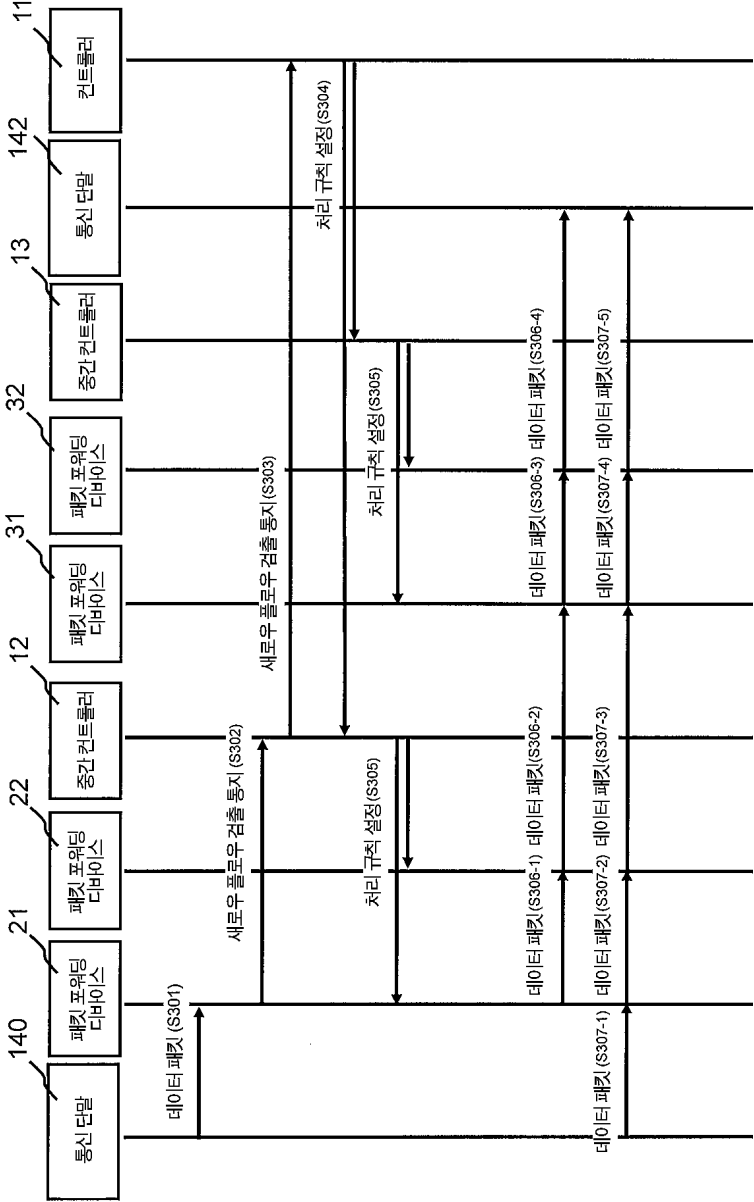 140
통신 단말
21
패킷 포워딩
디바이스
22
패킷 포워딩
디바이스
12
중간 컨트롤러
31
패킷 포워딩
디바이스
32
패킷 포워딩
디바이스
13
중간 컨트롤러
142
통신 단말
11
컨트롤러
데이터 패킷 (S301)
새로우 플로우 검출 통지 (S302)
새로우 플로우 검출 통지 (S303)
처리 규칙 설정 (S304)
처리 규칙 설정 (S305)
처리 규칙 설정 (S305)
데이터 패킷(S306-1)
데이터 패킷(S306-2)
데이터 패킷(S306-3)
데이터 패킷(S306-4)
데이터 패킷 (S307-1)
데이터 패킷(S307-2)
데이터 패킷(S307-3)
데이터 패킷(S307-4)
데이터 패킷(S307-5)